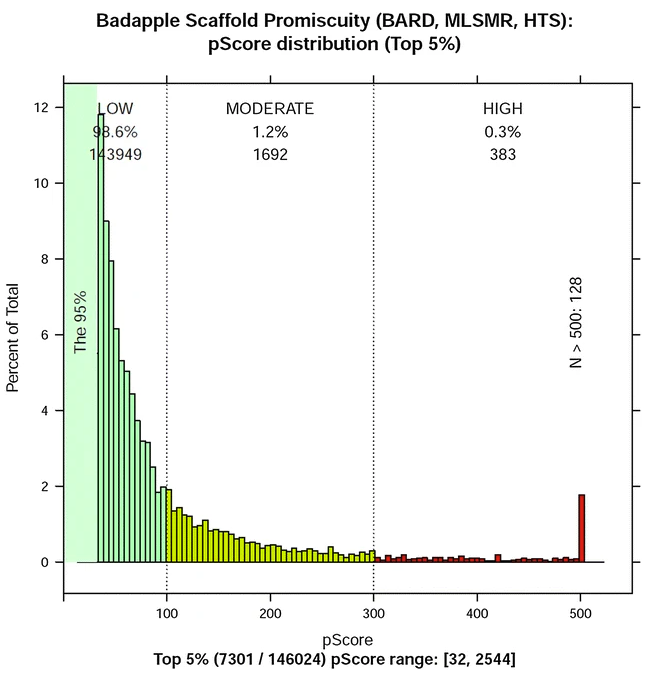 Badapple Scaffold Promiscuity (BARD, MLSMR, HTS):
pScore distribution (Top 5%)
LOW
98.6%
143949
MODERATE
1.2%
1692
HIGH
0.3%
383
The 95%
N > 500: 128
Percent of Total
12
10
8
6
4
2
0
100
200
300
400
500
pScore
Top 5% (7301 / 146024) pScore range: [32, 2544]